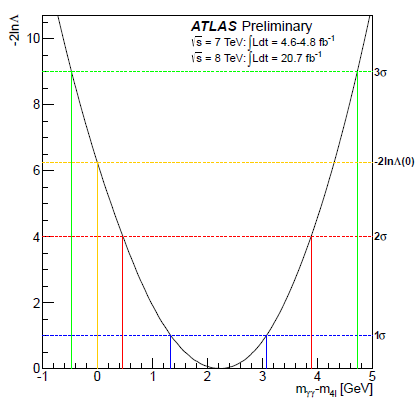 -2lnΛ
10
8
6
4
2
0
ATLAS Preliminary
√s = 7 TeV: ∫Ldt = 4.6-4.8 fb⁻¹
√s = 8 TeV: ∫Ldt = 20.7 fb⁻¹
3σ
-2lnΛ(0)
2σ
1σ
-1 0 1 2 3 4 5
mγγ-m4l [GeV]